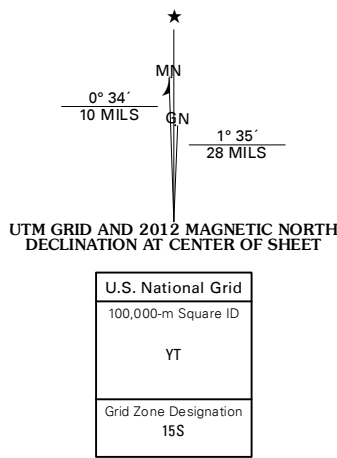 ★
MN
0° 34´
10 MILS
GN
1° 35´
28 MILS
UTM GRID AND 2012 MAGNETIC NORTH
DECLINATION AT CENTER OF SHEET
U.S. National Grid
100,000-m Square ID
YT
Grid Zone Designation
15S